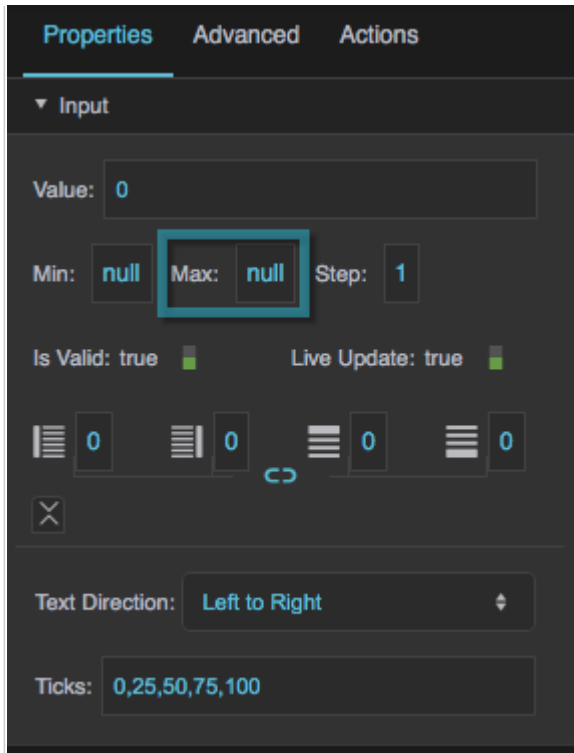 Properties Advanced Actions
Input
Value: 0
Min: null Max: null Step: 1
Is Valid: true Live Update: true
0 0 0 0
Text Direction: Left to Right
Ticks: 0,25,50,75,100